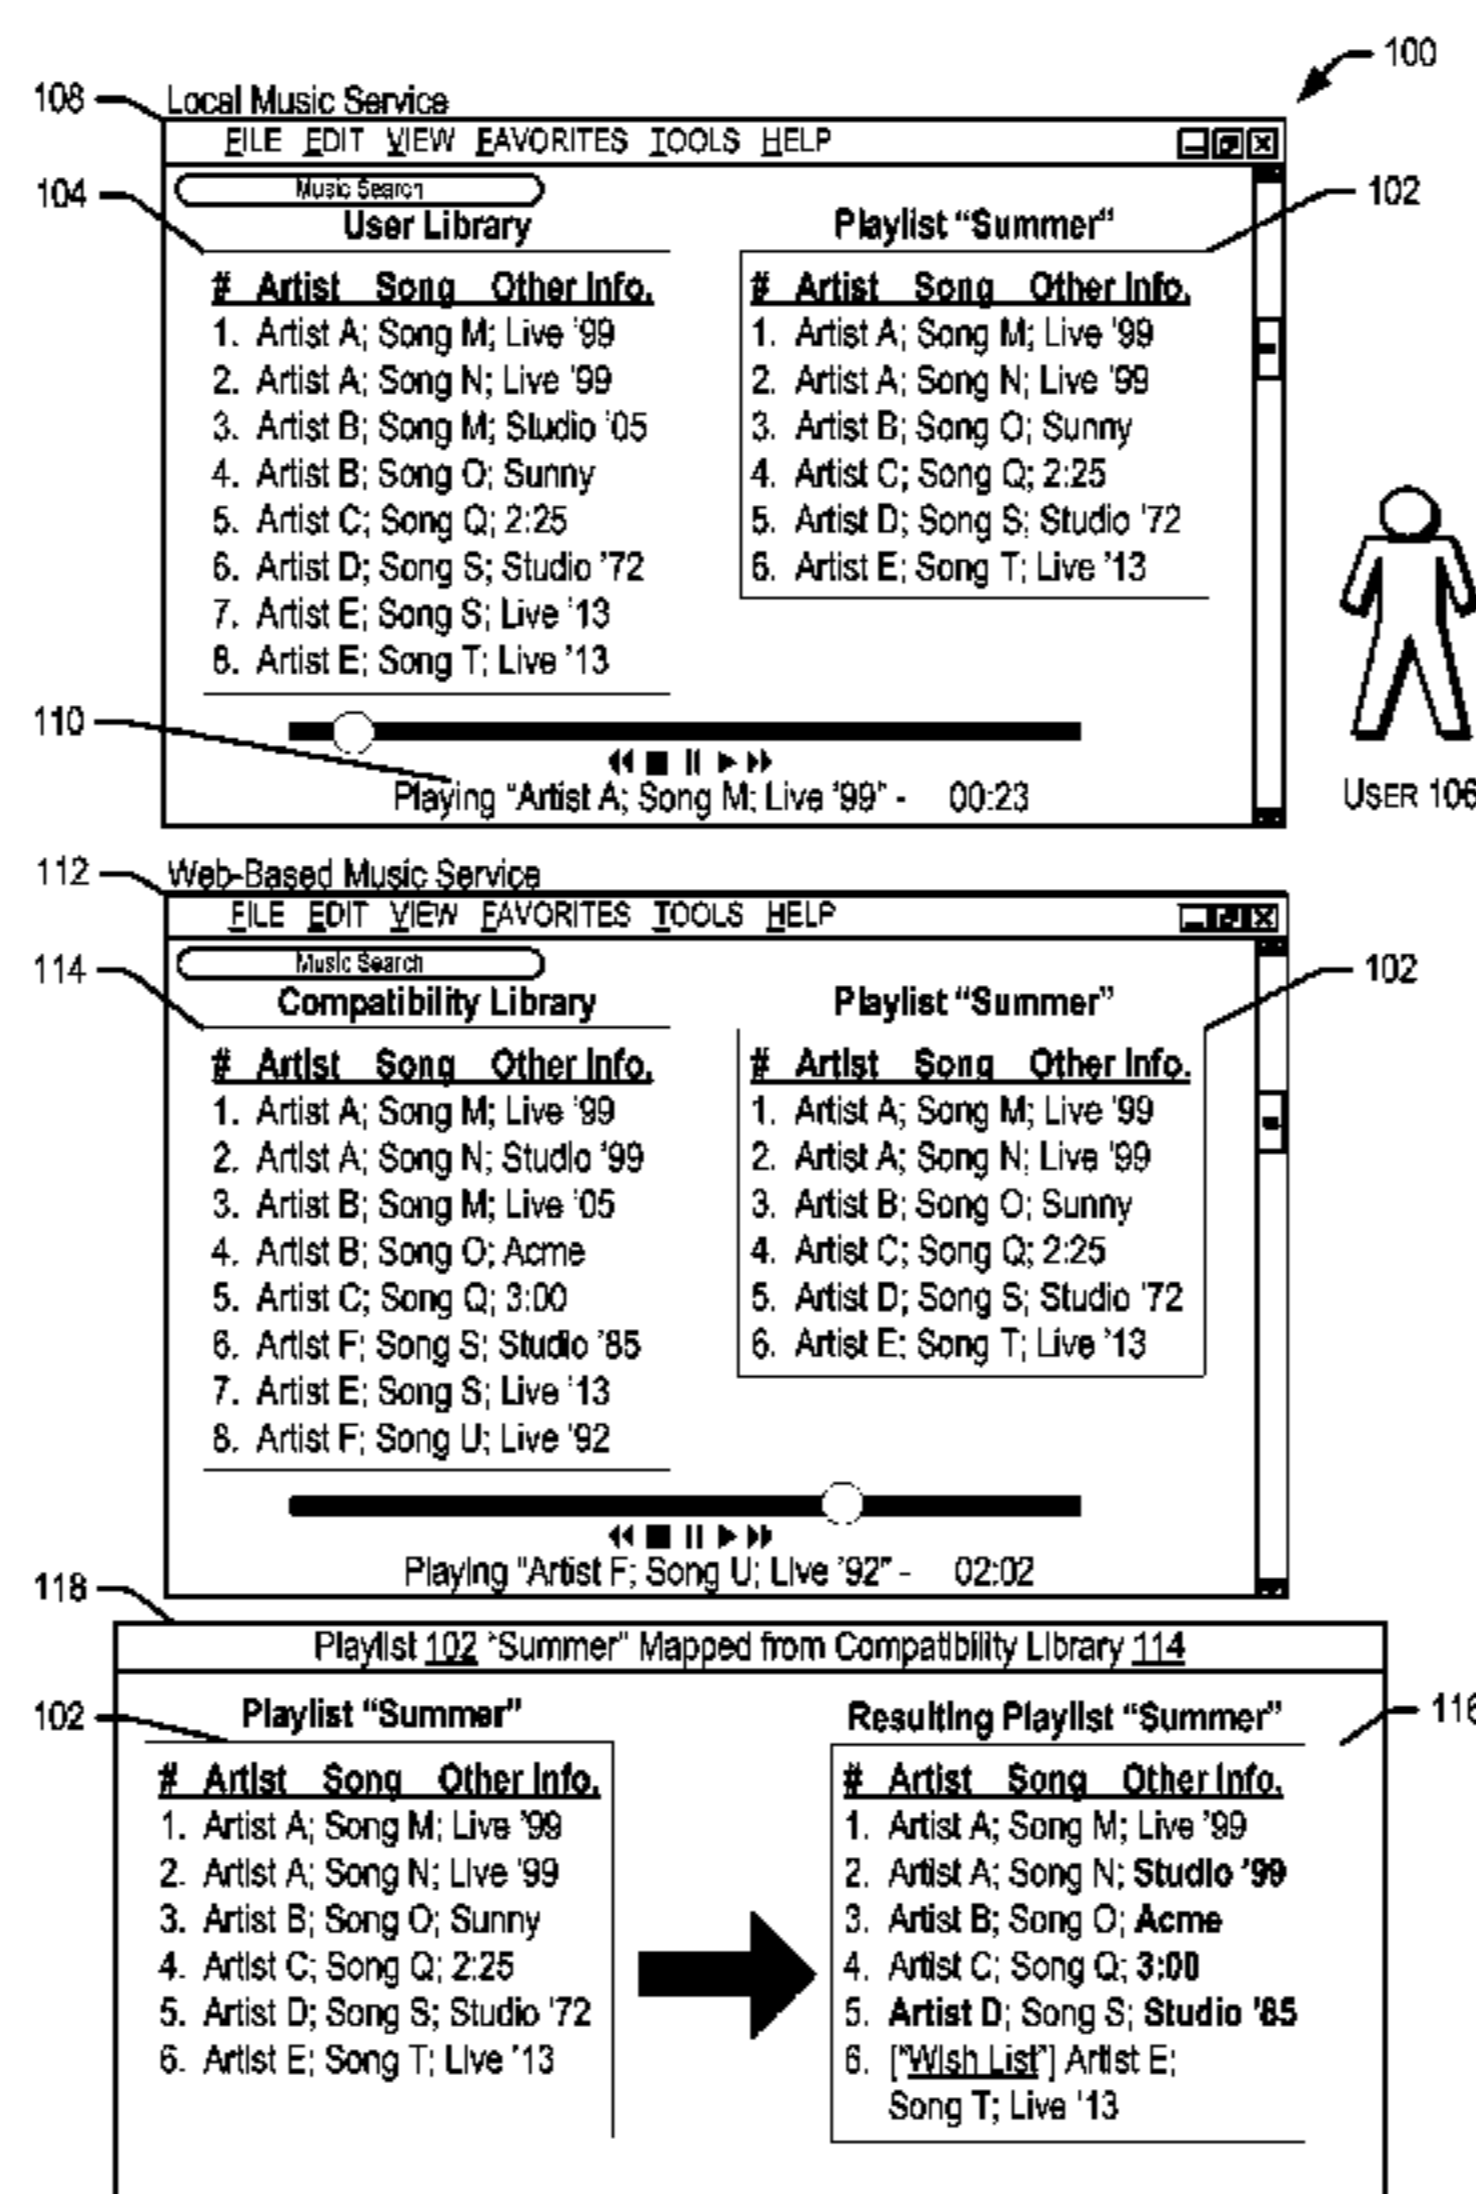 100
108
Local Music Service
FILE EDIT VIEW FAVORITES TOOLS HELP
104
Music Search
102
User Library
# Artist Song Other Info.
1. Artist A; Song M; Live '99
2. Artist A; Song N; Live '99
3. Artist B; Song M; Studio '05
4. Artist B; Song O; Sunny
5. Artist C; Song Q; 2:25
6. Artist D; Song S; Studio '72
7. Artist E; Song S; Live '13
8. Artist E; Song T; Live '13
Playlist “Summer”
# Artist Song Other Info.
1. Artist A; Song M; Live '99
2. Artist A; Song N; Live '99
3. Artist B; Song O; Sunny
4. Artist C; Song Q; 2:25
5. Artist D; Song S; Studio '72
6. Artist E; Song T; Live '13
110
Playing “Artist A; Song M; Live '99” - 00:23
USER 106
112
Web-Based Music Service
FILE EDIT VIEW FAVORITES TOOLS HELP
114
Music Search
102
Compatibility Library
# Artist Song Other Info.
1. Artist A; Song M; Live '99
2. Artist A; Song N; Studio '99
3. Artist B; Song M; Live '05
4. Artist B; Song O; Acme
5. Artist C; Song Q; 3:00
6. Artist F; Song S; Studio '85
7. Artist E; Song S; Live '13
8. Artist F; Song U; Live '92
Playlist “Summer”
# Artist Song Other Info.
1. Artist A; Song M; Live '99
2. Artist A; Song N; Live '99
3. Artist B; Song O; Sunny
4. Artist C; Song Q; 2:25
5. Artist D; Song S; Studio '72
6. Artist E; Song T; Live '13
Playing “Artist F; Song U; Live '92” - 02:02
118
Playlist 102 “Summer” Mapped from Compatibility Library 114
102
Playlist “Summer”
# Artist Song Other Info.
1. Artist A; Song M; Live '99
2. Artist A; Song N; Live '99
3. Artist B; Song O; Sunny
4. Artist C; Song Q; 2:25
5. Artist D; Song S; Studio '72
6. Artist E; Song T; Live '13
116
Resulting Playlist “Summer”
# Artist Song Other Info.
1. Artist A; Song M; Live '99
2. Artist A; Song N; Studio '99
3. Artist B; Song O; Acme
4. Artist C; Song Q; 3:00
5. Artist D; Song S; Studio '85
6. [“Wish List”] Artist E;
Song T; Live '13